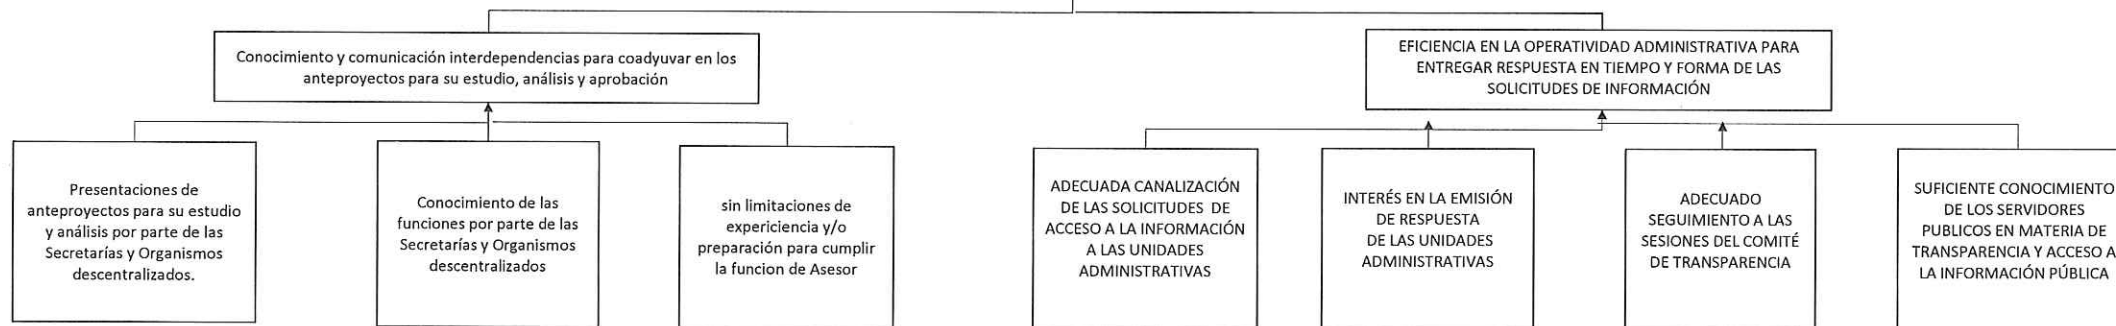 Conocimiento y comunicación interdependencias para coadyuvar en los
anteproyectos para su estudio, análisis y aprobación
EFICIENCIA EN LA OPERATIVIDAD ADMINISTRATIVA PARA
ENTREGAR RESPUESTA EN TIEMPO Y FORMA DE LAS
SOLICITUDES DE INFORMACIÓN
Presentaciones de
anteproyectos para su estudio
y análisis por parte de las
Secretarías y Organismos
descentralizados.
Conocimiento de las
funciones por parte de las
Secretarías y Organismos
descentralizados
sin limitaciones de
expericiencia y/o
preparación para cumplir
la funcion de Asesor
ADECUADA CANALIZACIÓN
DE LAS SOLICITUDES DE
ACCESO A LA INFORMACIÓN
A LAS UNIDADES
ADMINISTRATIVAS
INTERÉS EN LA EMISIÓN
DE RESPUESTA
DE LAS UNIDADES
ADMINISTRATIVAS
ADECUADO
SEGUIMIENTO A LAS
SESIONES DEL COMITÉ
DE TRANSPARENCIA
SUFICIENTE CONOCIMIENTO
DE LOS SERVIDORES
PUBLICOS EN MATERIA DE
TRANSPARENCIA Y ACCESO A
LA INFORMACIÓN PÚBLICA